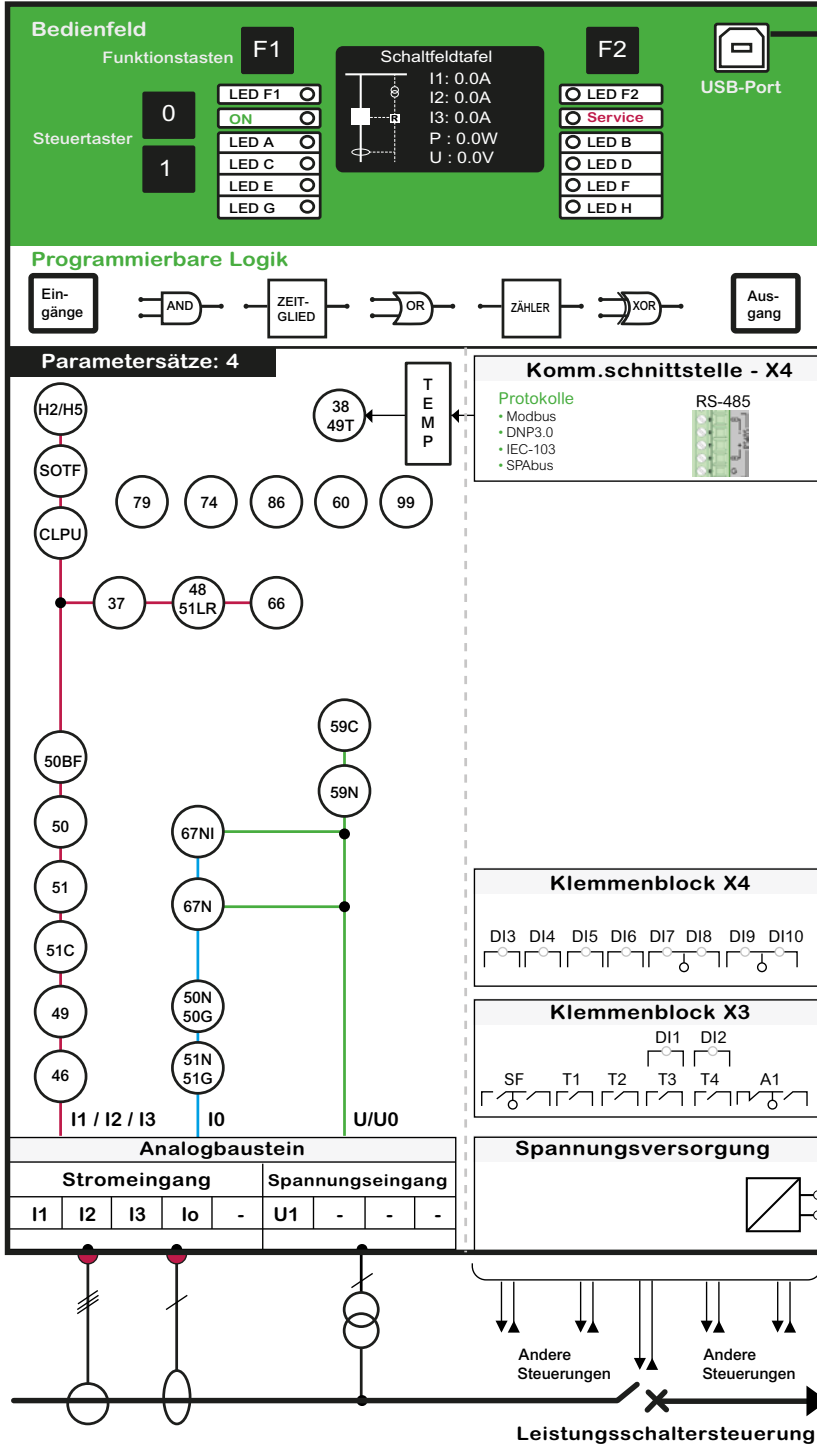 Bedienfeld
Funktionstasten
F1
Schaltfeldtafel
I1: 0.0A
I2: 0.0A
I3: 0.0A
P : 0.0W
U : 0.0V
R
F2
USB-Port
Steuertaster
0
1
LED F1
ON
LED A
LED C
LED E
LED G
LED F2
Service
LED B
LED D
LED F
LED H
Programmierbare Logik
Ein-
gänge
AND
ZEIT-
GLIED
OR
ZÄHLER
XOR
Aus-
gang
Parametersätze: 4
H2/H5
SOTF
CLPU
38
49T
T
E
M
P
79
74
86
60
99
37
48
51LR
66
50BF
50
51
51C
49
46
59C
59N
67NI
67N
50N
50G
51N
51G
I1 / I2 / I3
I0
U/U0
Komm.schnittstelle - X4
Protokolle
• Modbus
• DNP3.0
• IEC-103
• SPAbus
RS-485
Klemmenblock X4
DI3 DI4 DI5 DI6 DI7 DI8 DI9 DI10
Klemmenblock X3
DI1 DI2
SF T1 T2 T3 T4 A1
Analogbaustein
Stromeingang
Spannungseingang
I1 I2 I3 Io - U1 - - -
Spannungsversorgung
Andere
Steuerungen
Andere
Steuerungen
Leistungsschaltersteuerung